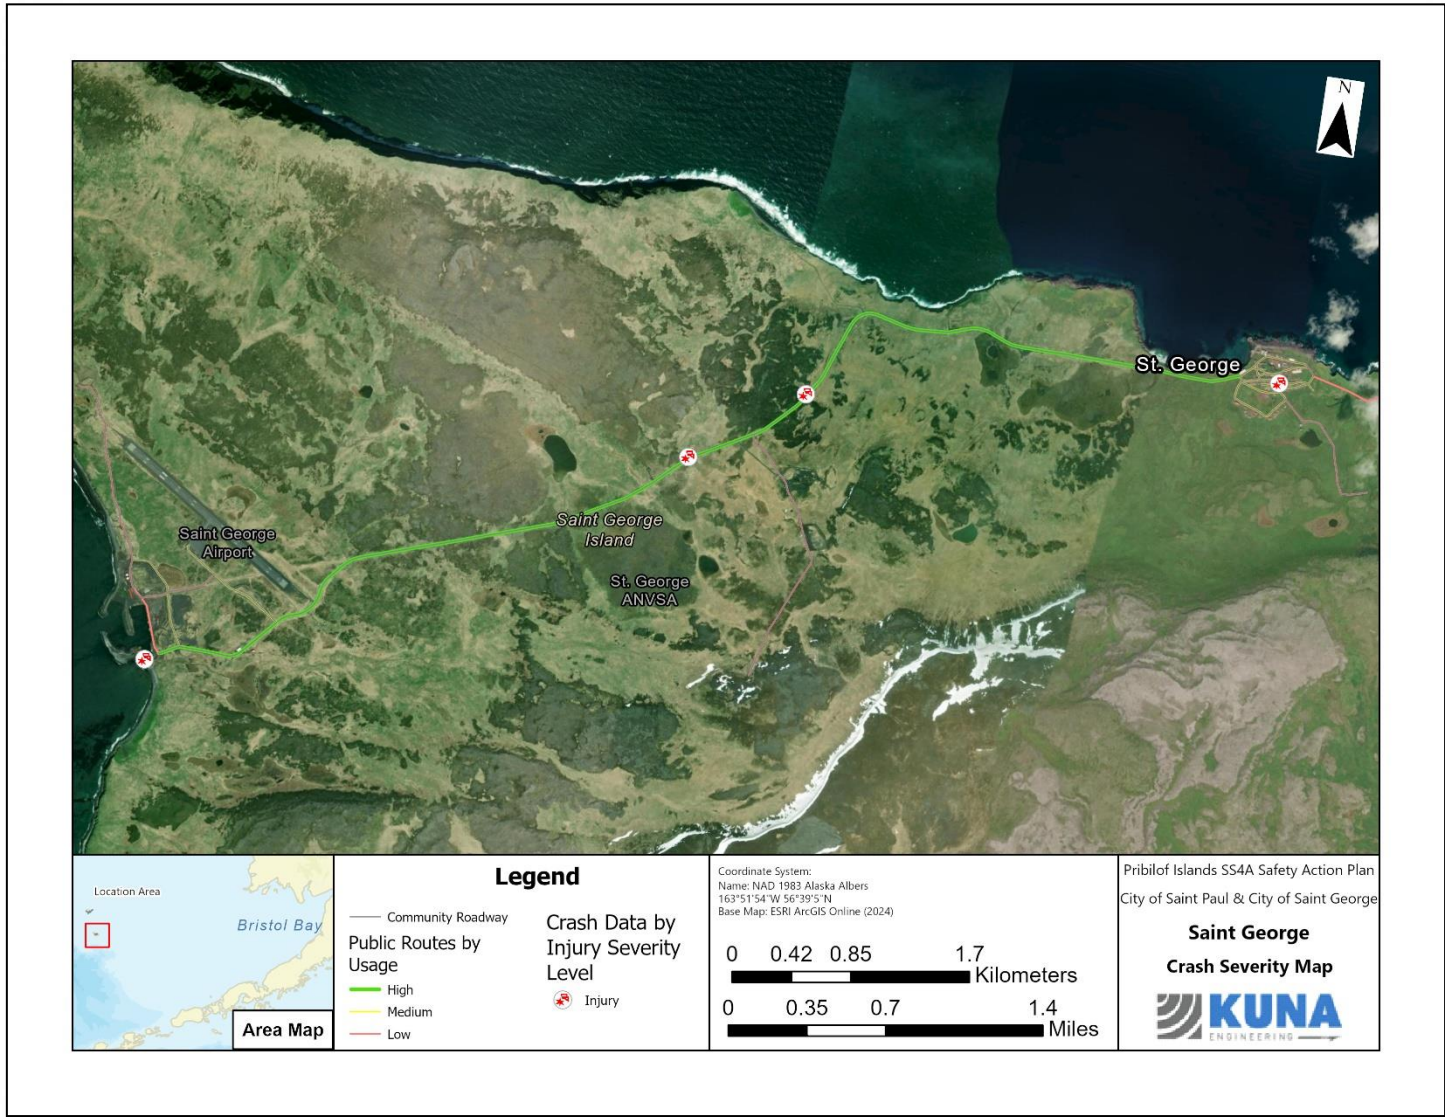 N
St. George
Saint George
Island
Saint George
Airport
St. George
ANVSA
Location Area
Bristol Bay
Area Map
Legend
Community Roadway
Public Routes by
Usage
High
Medium
Low
Crash Data by
Injury Severity
Level
Injury
Coordinate System:
Name: NAD 1983 Alaska Albers
163°51'54"W 56°39'5"N
Base Map: ESRI ArcGIS Online (2024)
0 0.42 0.85 1.7
Kilometers
0 0.35 0.7 1.4
Miles
Pribilof Islands SS4A Safety Action Plan
City of Saint Paul & City of Saint George
Saint George
Crash Severity Map
KUNA
ENGINEERING